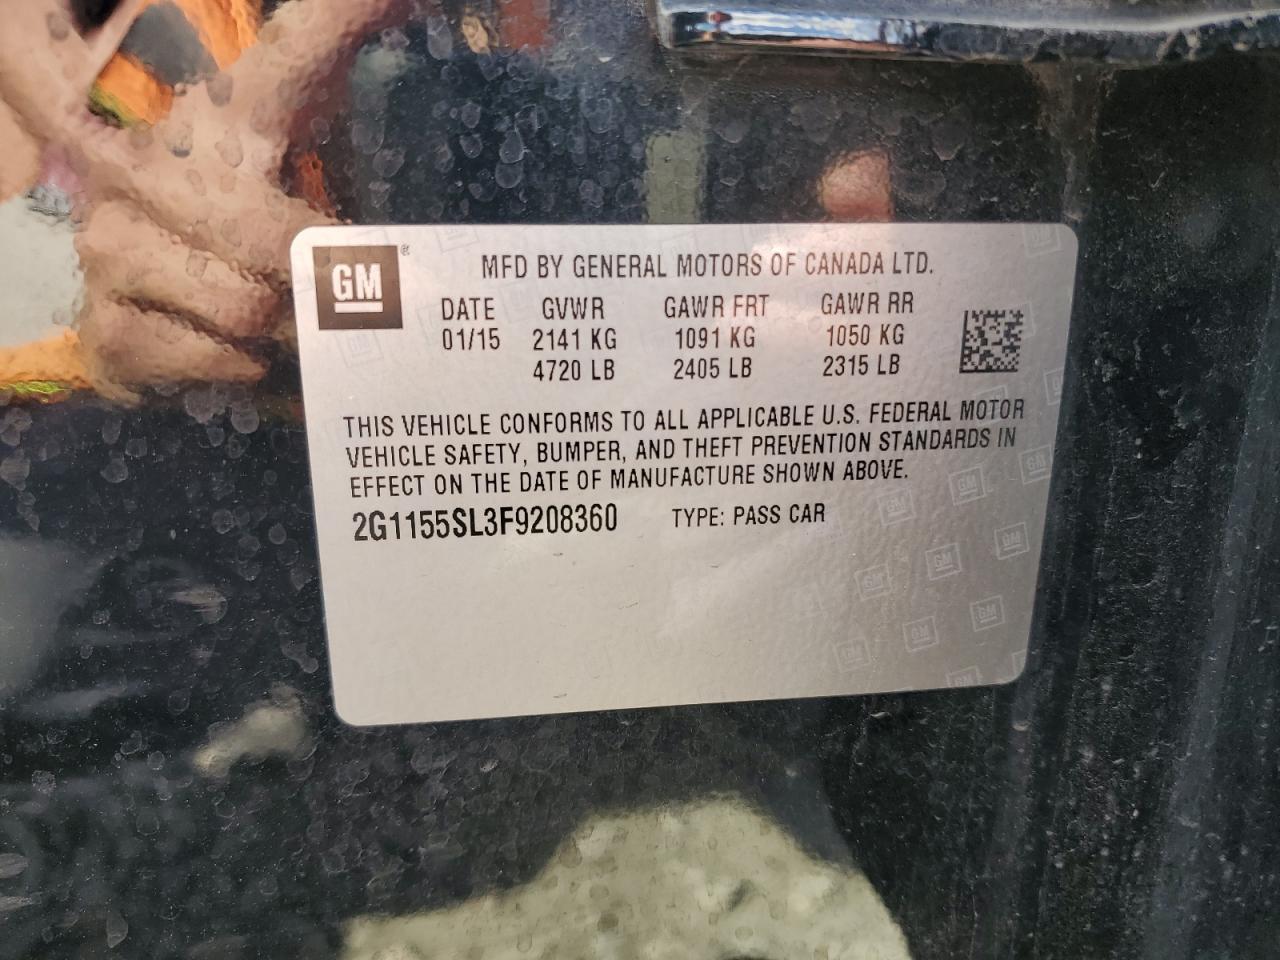 GM®
MFD BY GENERAL MOTORS OF CANADA LTD.
DATE GVWR GAWR FRT GAWR RR
01/15 2141 KG 1091 KG 1050 KG
4720 LB 2405 LB 2315 LB
THIS VEHICLE CONFORMS TO ALL APPLICABLE U.S. FEDERAL MOTOR
VEHICLE SAFETY, BUMPER, AND THEFT PREVENTION STANDARDS IN
EFFECT ON THE DATE OF MANUFACTURE SHOWN ABOVE.
2G1155SL3F9208360 TYPE: PASS CAR